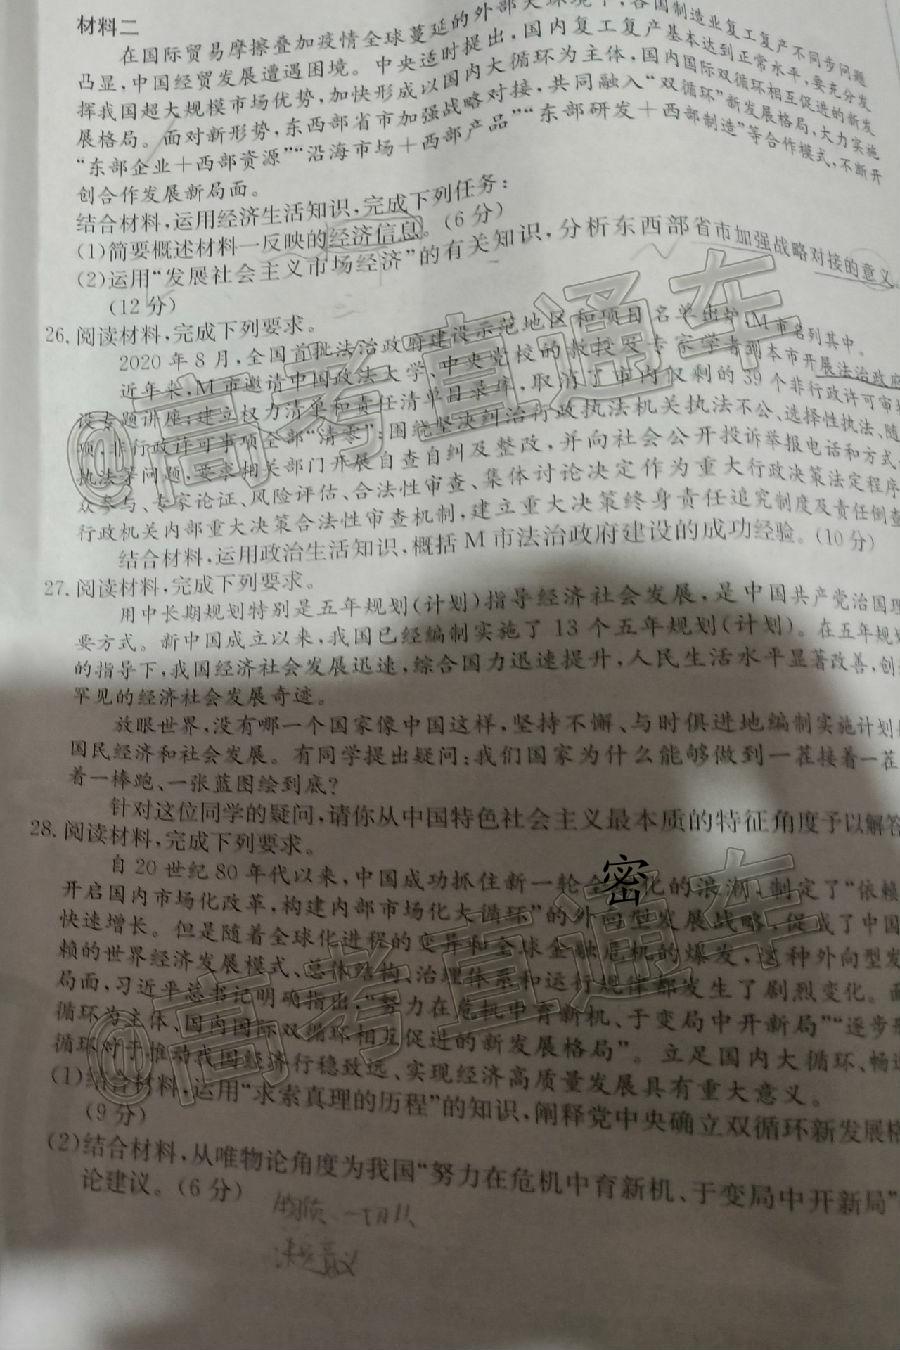 材料二
在国际贸易摩擦叠加疫情全球蔓延的外部大环境下,各国制造业复工复产不同步问题
凸显,中国经贸发展遭遇困境。中央适时提出,国内复工复产基本达到正常水平,要充分发
挥我国超大规模市场优势,加快形成以国内大循环为主体,国内国际双循环相互促进的新发
展格局。面对新形势,东西部省市加强战略对接,共同融入“双循环”新发展格局,大力实施
“东部企业+西部资源”“沿海市场+西部产品”“东部研发+西部制造”等合作模式,不断开
创合作发展新局面。
结合材料,运用经济生活知识,完成下列任务:
(1)简要概述材料一反映的经济信息。(6分)
(2)运用“发展社会主义市场经济”的有关知识,分析东西部省市加强战略对接的意义。
(12分)
26.阅读材料,完成下列要求。
2020年8月,全国首批法治政府建设示范地区和项目名单出炉,M市名列其中。
近年来,M市邀请中国政法大学、中央党校的教授及专家学者到本市开展法治政府
设专题讲座;建立权力清单和责任清单目录库,取消了市内仅剩的39个非行政许可审
项,非行政许可事项全部“清零”;围绕坚决纠治行政执法机关执法不公、选择性执法、随
执法等问题,要求相关部门开展自查自纠及整改,并向社会公开投诉举报电话和方式
众参与、专家论证、风险评估、合法性审查、集体讨论决定作为重大行政决策法定程序
行政机关内部重大决策合法性审查机制,建立重大决策终身责任追究制度及责任倒查
结合材料,运用政治生活知识,概括M市法治政府建设的成功经验。(10分)
27.阅读材料,完成下列要求。
用中长期规划特别是五年规划(计划)指导经济社会发展,是中国共产党治国理
要方式。新中国成立以来,我国已经编制实施了13个五年规划(计划)。在五年规划
的指导下,我国经济社会发展迅速,综合国力迅速提升,人民生活水平显著改善,创
罕见的经济社会发展奇迹。
放眼世界,没有哪一个国家像中国这样,坚持不懈、与时俱进地编制实施计划
国民经济和社会发展。有同学提出疑问:我们国家为什么能够做到一茬接着一茬
着一棒跑、一张蓝图绘到底?
针对这位同学的疑问,请你从中国特色社会主义最本质的特征角度予以解答
28.阅读材料,完成下列要求。
自20世纪80年代以来,中国成功抓住新一轮全密化的浪潮,制定了“依赖
开启国内市场化改革,构建内部市场化大循环”的外向型发展战略,促成了中国
快速增长。但是随着全球化进程的变异和全球金融危机的爆发,这种外向型发
赖的世界经济发展模式、总体结构、治理体系和运行规律都发生了剧烈变化。面
局面,习近平总书记明确指出,“努力在危机中育新机、于变局中开新局”“逐步形
循环为主体、国内国际双循环相互促进的新发展格局”。立足国内大循环、畅通
循环对于推动我国经济行稳致远、实现经济高质量发展具有重大意义。
(1)结合材料,运用“求索真理的历程”的知识,阐释党中央确立双循环新发展格
(9分)
(2)结合材料,从唯物论角度为我国“努力在危机中育新机、于变局中开新局”
论建议。(6分)
@高考直通车
@高考直通车